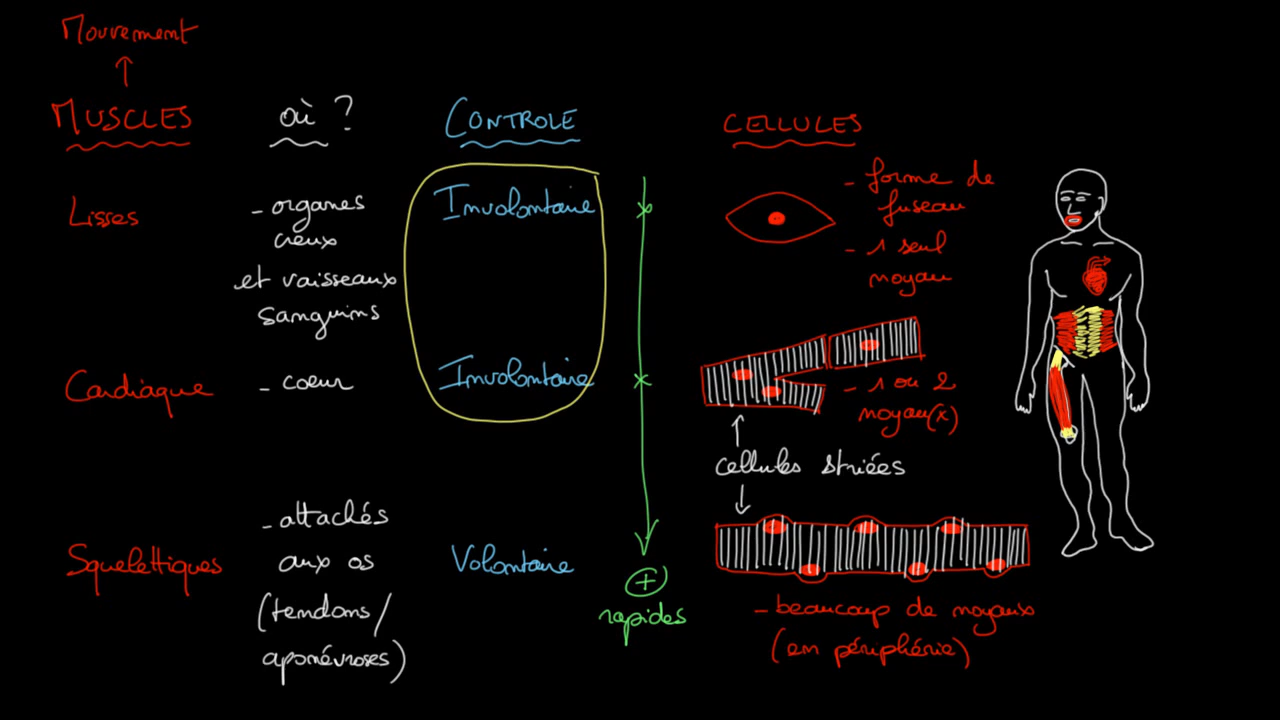 Mouvement
↑
MUSCLES
où ?
CONTROLE
CELLULES
Lisses
- organes
creux
et vaisseaux
sanguins
Involontaire
- forme de
fuseau
- 1 seul
noyau
Cardiaque
- coeur
Involontaire
- 1 ou 2
noyau(x)
↑
cellules striées
↓
Squelettiques
- attachés
aux os
(tendons/
aponévroses)
Volontaire
+
rapides
- beaucoup de noyaux
(en périphérie)